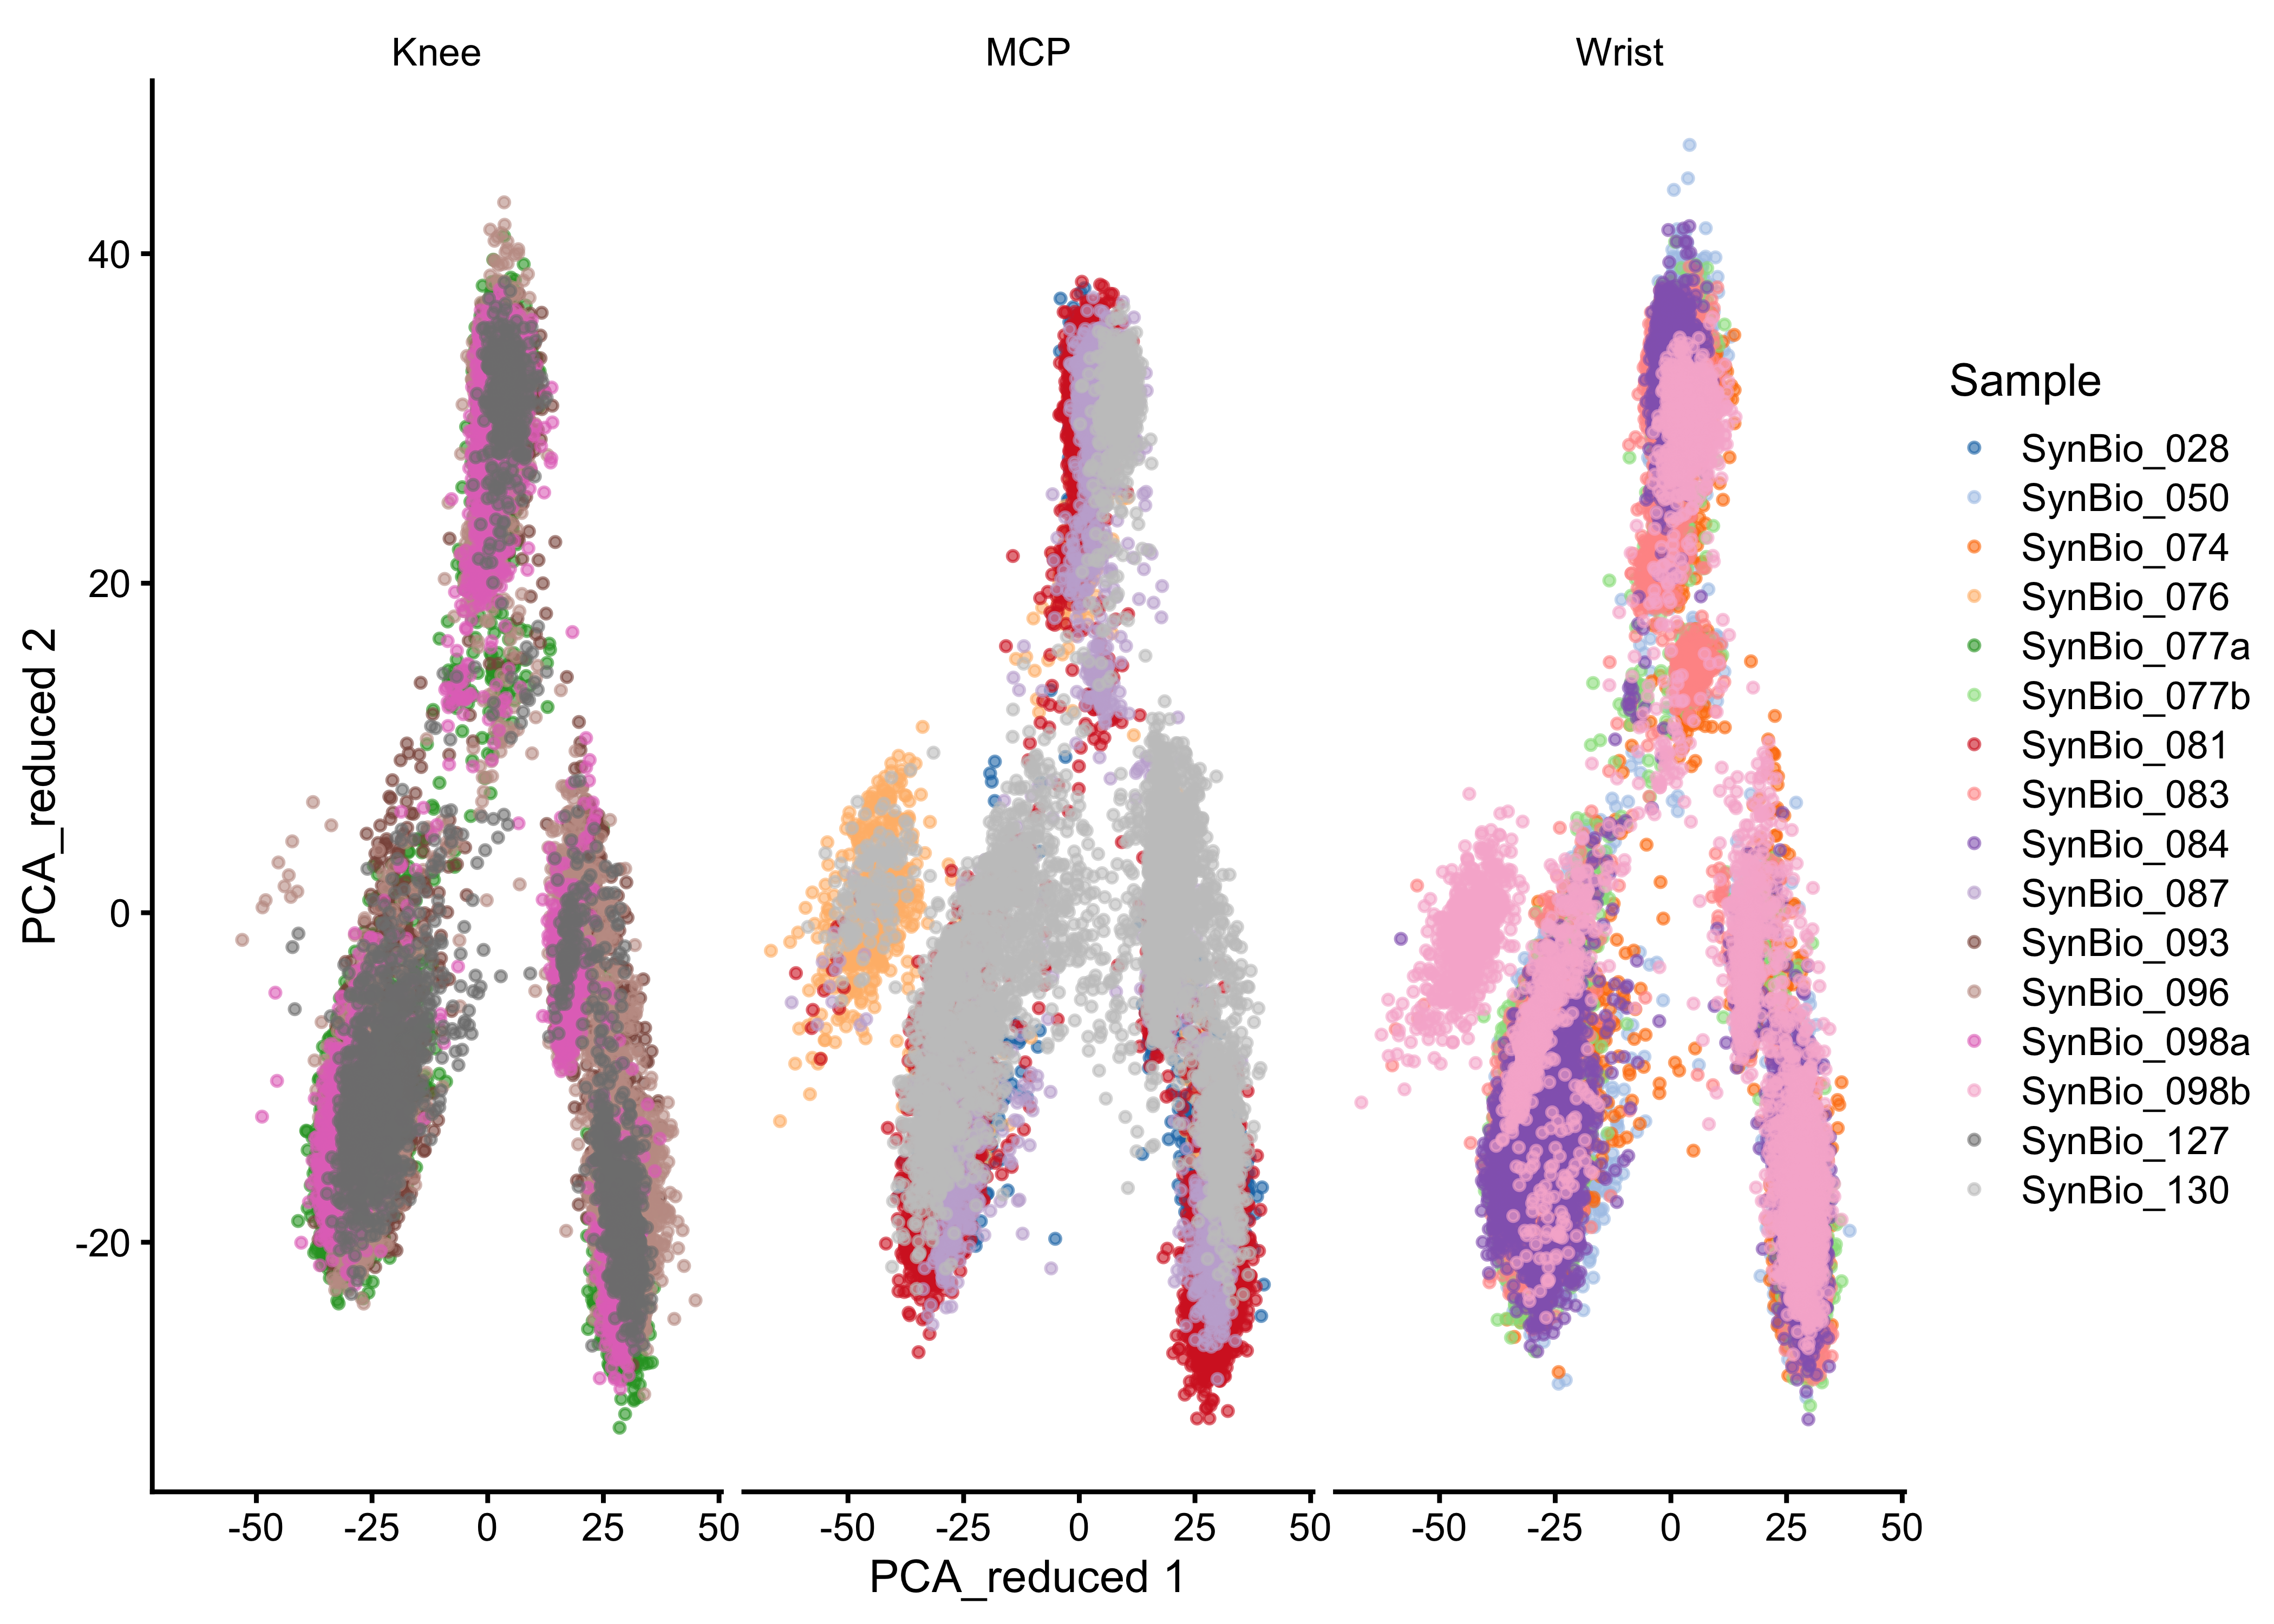 Knee MCP Wrist
40
20
0
-20
PCA_reduced 2
-50 -25 0 25 50 -50 -25 0 25 50 -50 -25 0 25 50
PCA_reduced 1
Sample
SynBio_028
SynBio_050
SynBio_074
SynBio_076
SynBio_077a
SynBio_077b
SynBio_081
SynBio_083
SynBio_084
SynBio_087
SynBio_093
SynBio_096
SynBio_098a
SynBio_098b
SynBio_127
SynBio_130